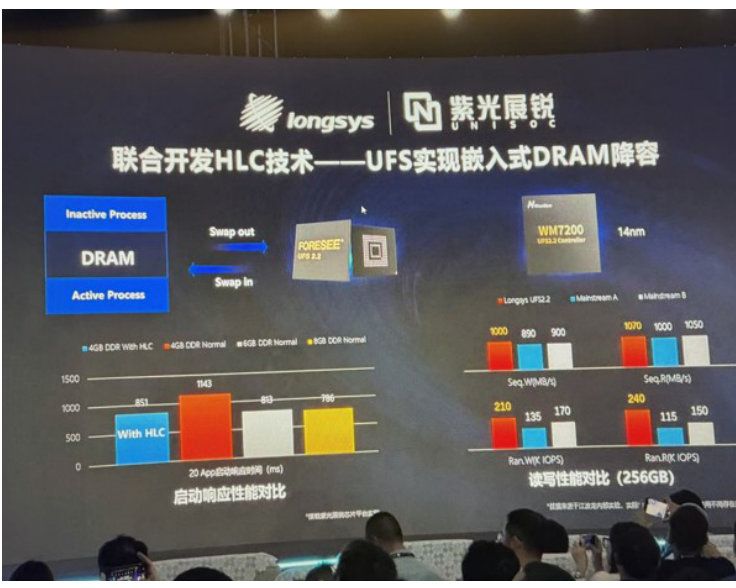 longsys
紫光展锐
UNISOC
联合开发HLC技术——UFS实现嵌入式DRAM降容
Inactive Process
DRAM
Active Process
Swap out
Swap in
FORESEE®
UFS 2.2
WM7200
UFS2.2 Controller
14nm
4GB DDR With HLC 4GB DDR Normal 6GB DDR Normal 8GB DDR Normal
1500
1000
500
0
851
1143
813
786
With HLC
20 App启动响应时间（ms）
启动响应性能对比
Longsys UFS2.2 Mainstream A Mainstream B
1000 890 900
Seq.W(MB/s)
1070 1000 1050
Seq.R(MB/s)
210 135 170
Ran.W(K IOPS)
240 115 150
Ran.R(K IOPS)
读写性能对比（256GB）